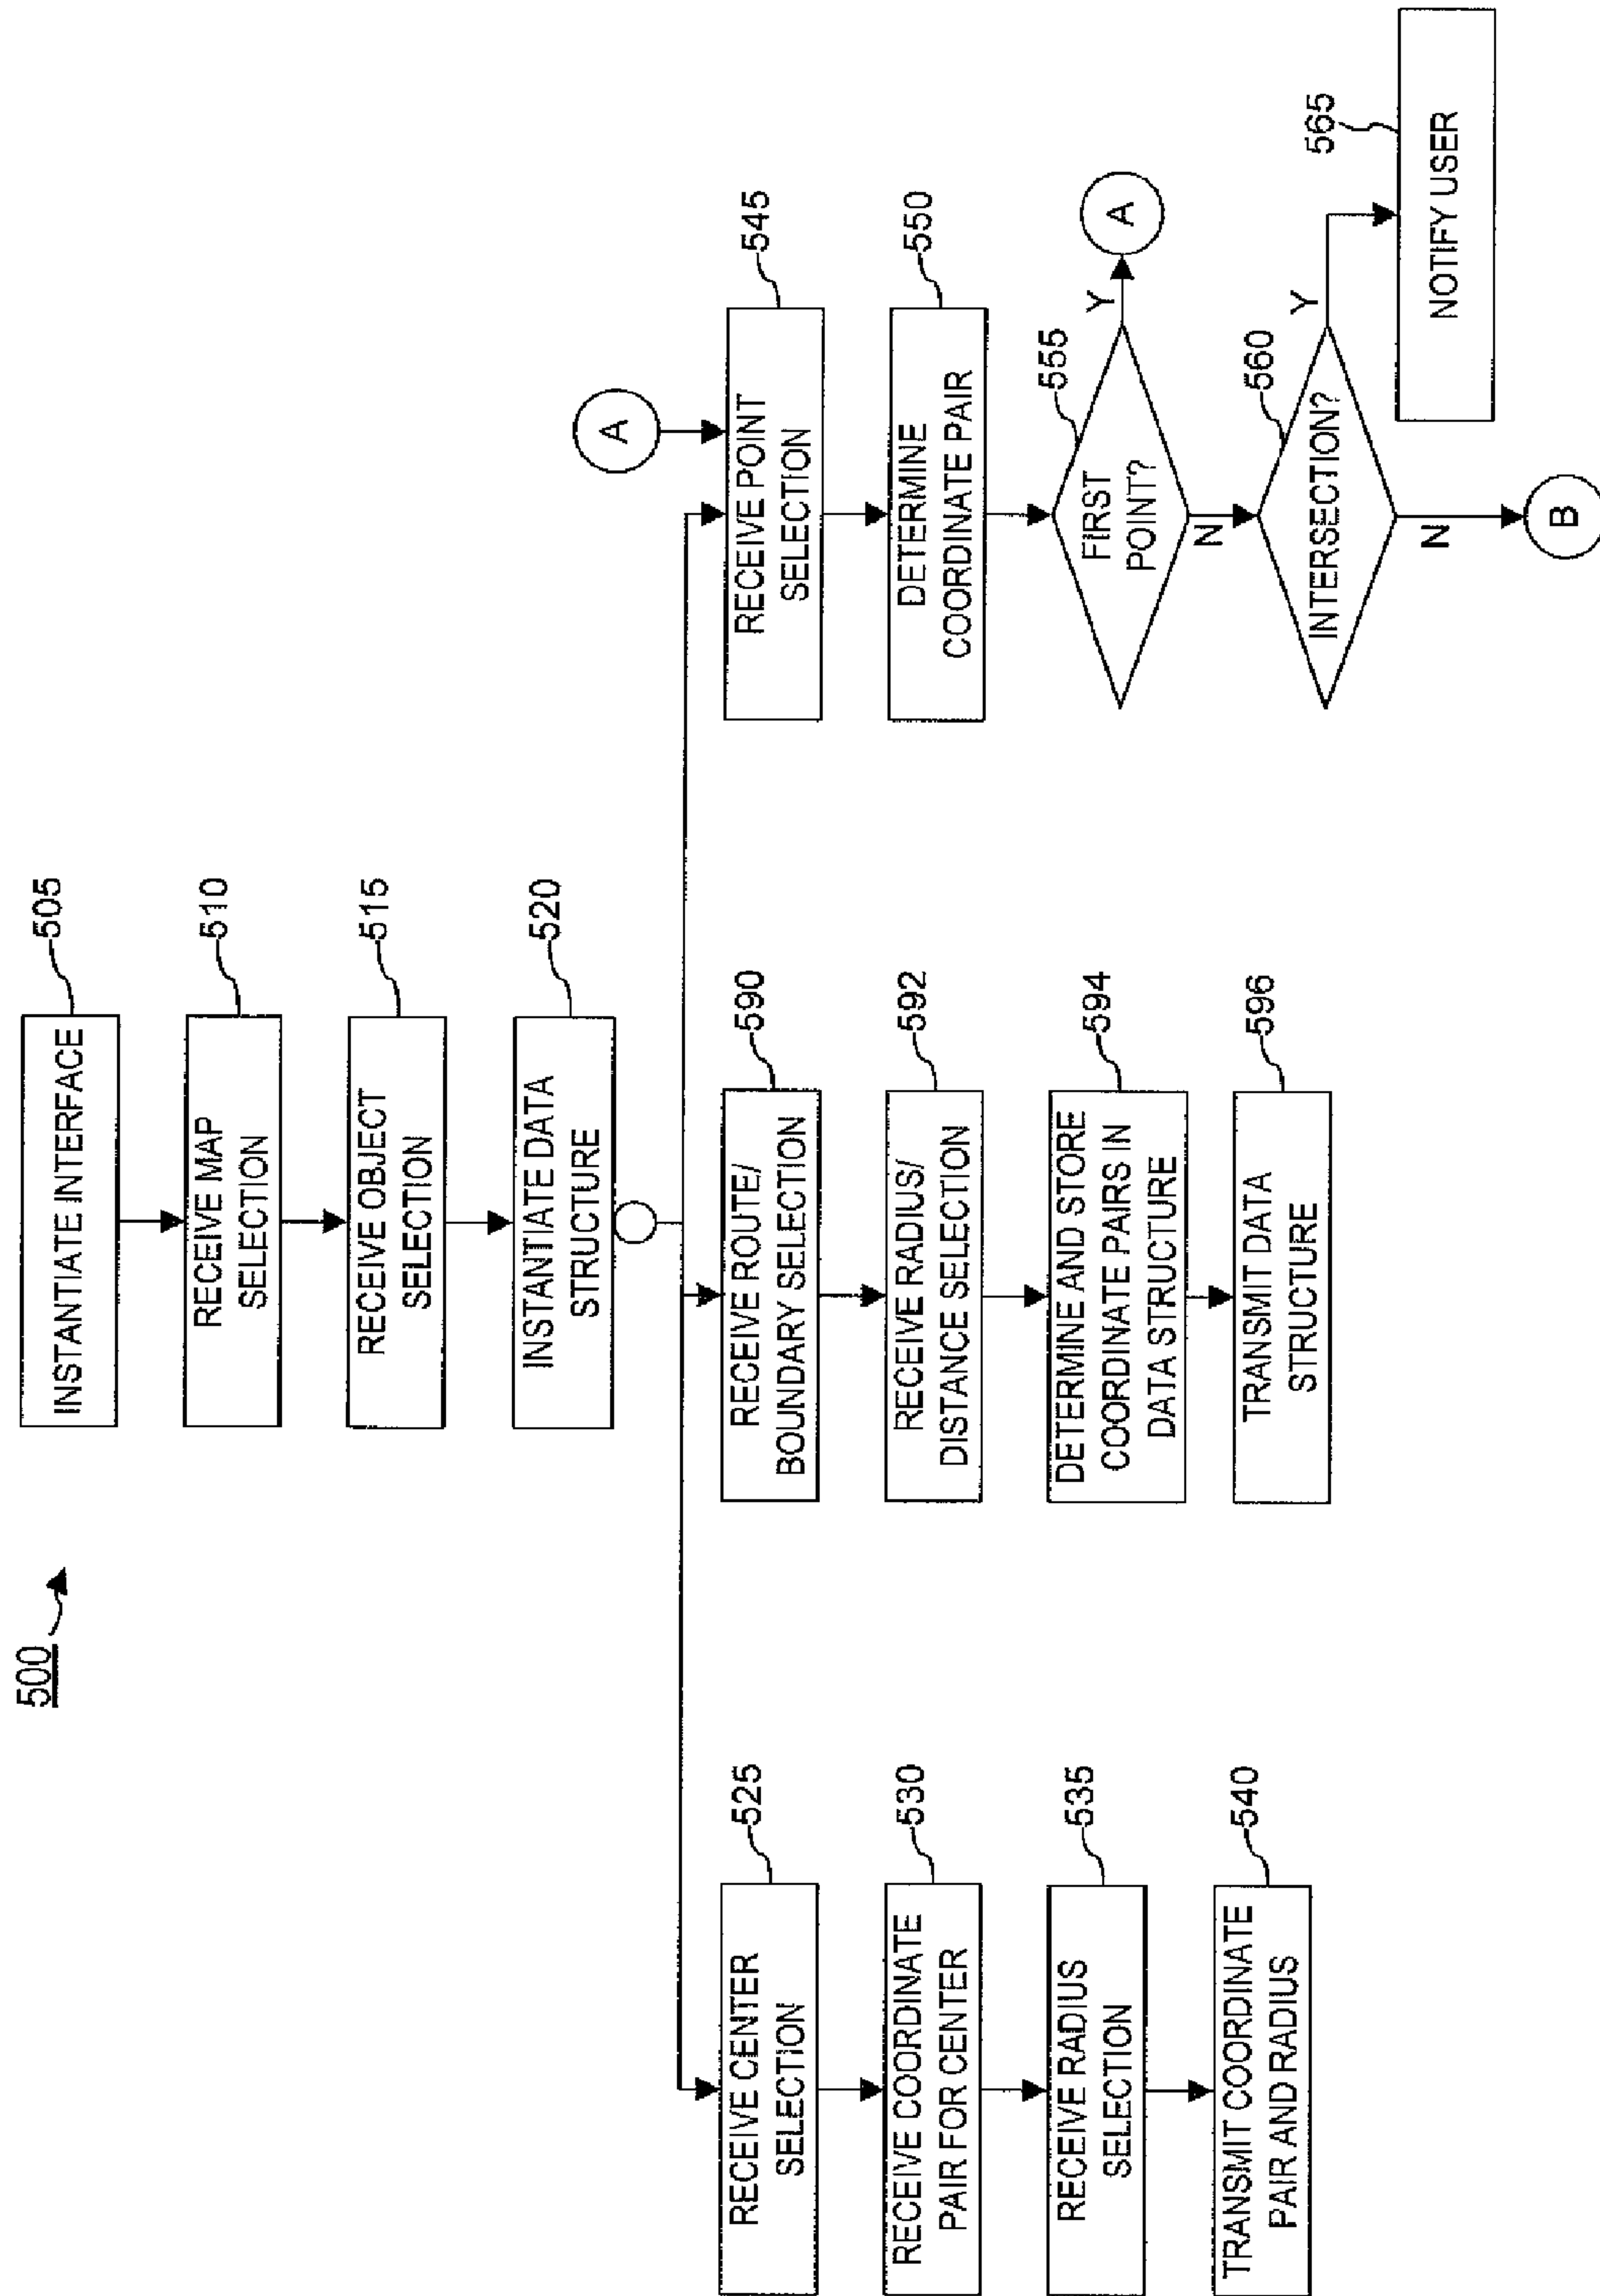 500
INSTANTIATE INTERFACE
505
RECEIVE MAP
SELECTION
510
RECEIVE OBJECT
SELECTION
515
INSTANTIATE DATA
STRUCTURE
520
RECEIVE CENTER
SELECTION
525
RECEIVE COORDINATE
PAIR FOR CENTER
530
RECEIVE RADIUS
SELECTION
535
TRANSMIT COORDINATE
PAIR AND RADIUS
540
RECEIVE ROUTE/
BOUNDARY SELECTION
590
RECEIVE RADIUS/
DISTANCE SELECTION
592
DETERMINE AND STORE
COORDINATE PAIRS IN
DATA STRUCTURE
594
TRANSMIT DATA
STRUCTURE
596
A
RECEIVE POINT
SELECTION
545
DETERMINE
COORDINATE PAIR
550
FIRST
POINT?
555
Y
A
N
INTERSECTION?
560
Y
NOTIFY USER
565
N
B